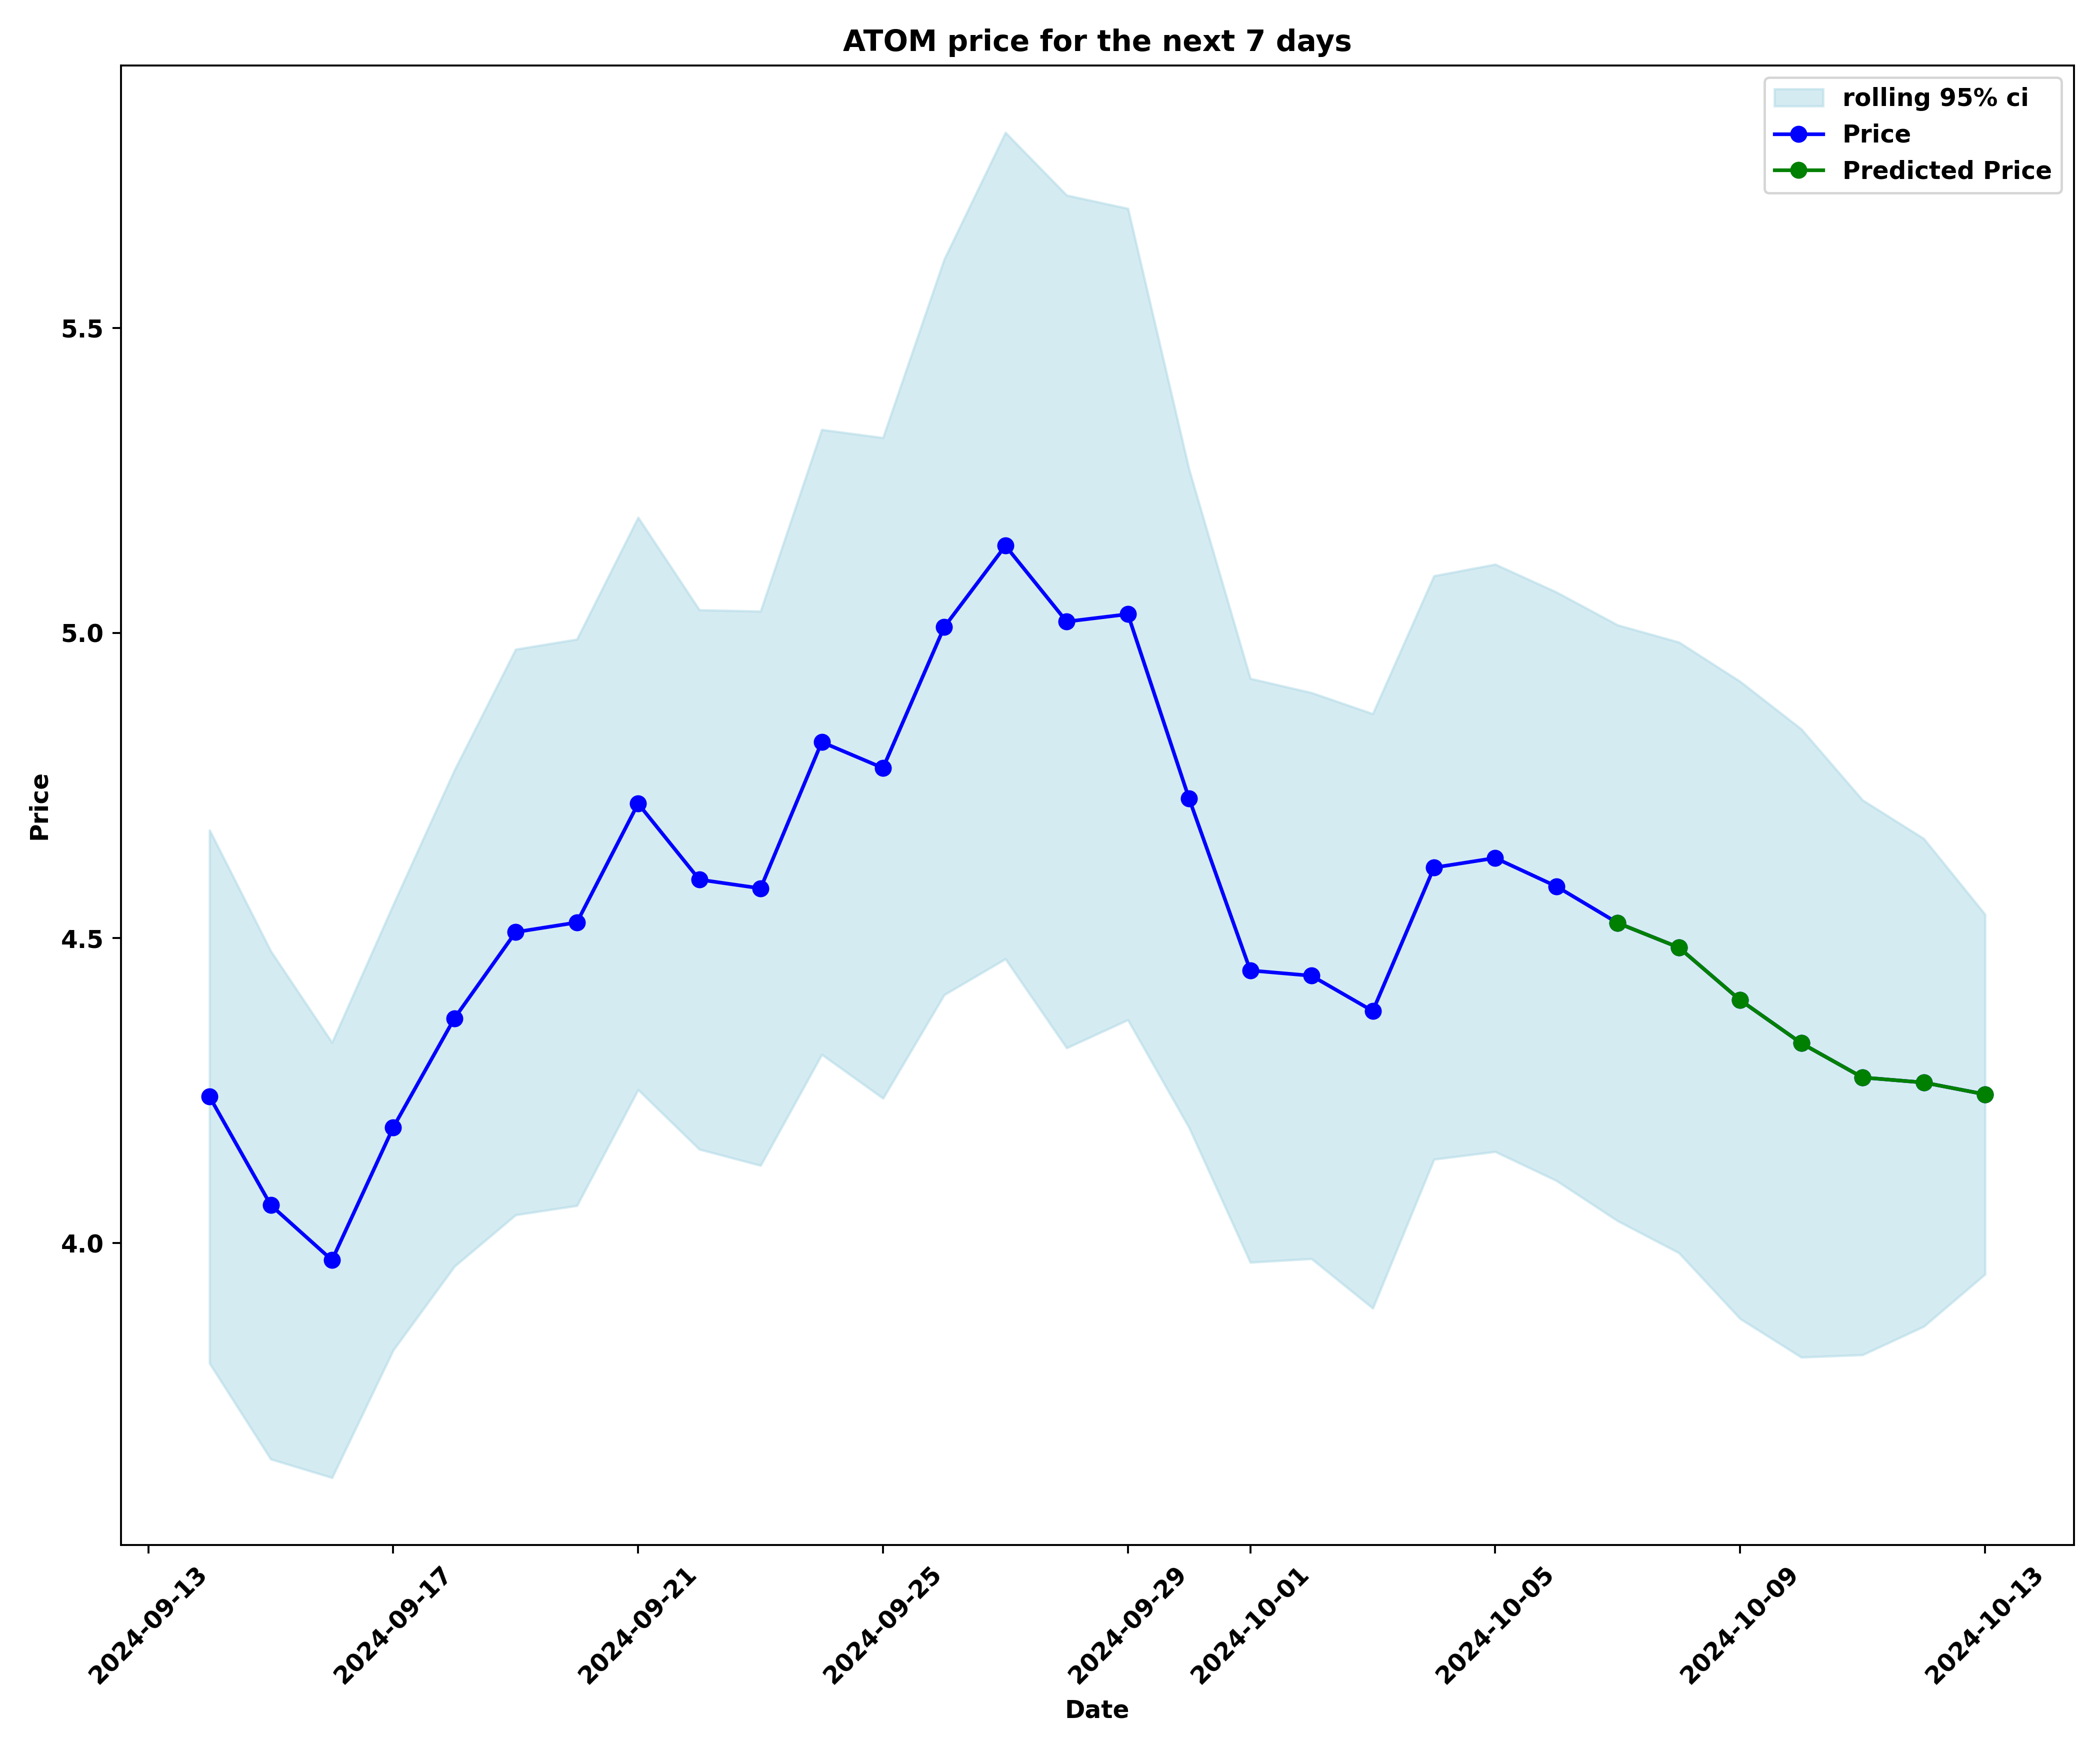 ATOM price for the next 7 days
rolling 95% ci
Price
Predicted Price
5.5
5.0
4.5
4.0
Price
2024-09-13
2024-09-17
2024-09-21
2024-09-25
2024-09-29
2024-10-01
2024-10-05
2024-10-09
2024-10-13
Date